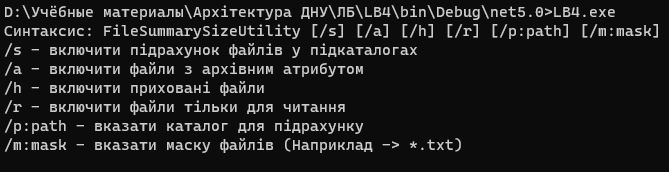 D:\Учёбные материалы\Архітектура ДНУ\ЛБ\LB4\bin\Debug\net5.0>LB4.exe
Синтаксис: FileSummarySizeUtility [/s] [/a] [/h] [/r] [/p:path] [/m:mask]
/s - включити підрахунок файлів у підкаталогах
/a - включити файли з архівним атрибутом
/h - включити приховані файли
/r - включити файли тільки для читання
/p:path - вказати каталог для підрахунку
/m:mask - вказати маску файлів (Наприклад -> *.txt)